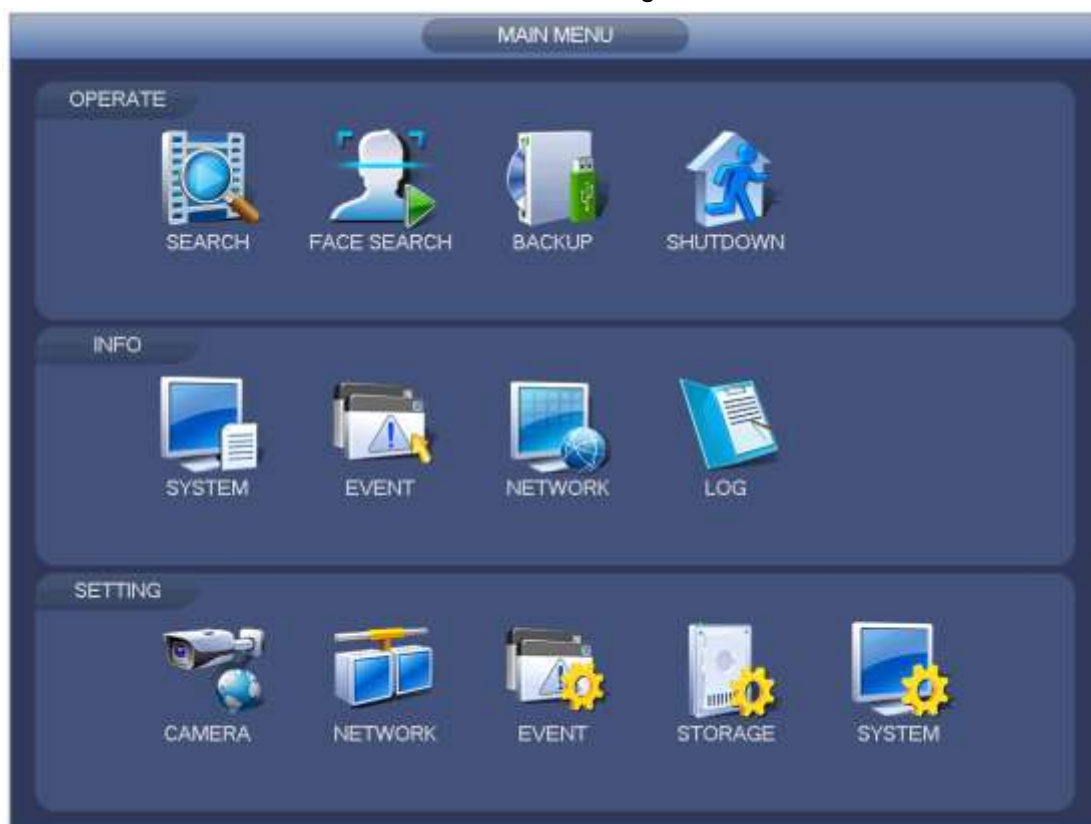 MAIN MENU
OPERATE
SEARCH FACE SEARCH BACKUP SHUTDOWN
INFO
SYSTEM EVENT NETWORK LOG
SETTING
CAMERA NETWORK EVENT STORAGE SYSTEM